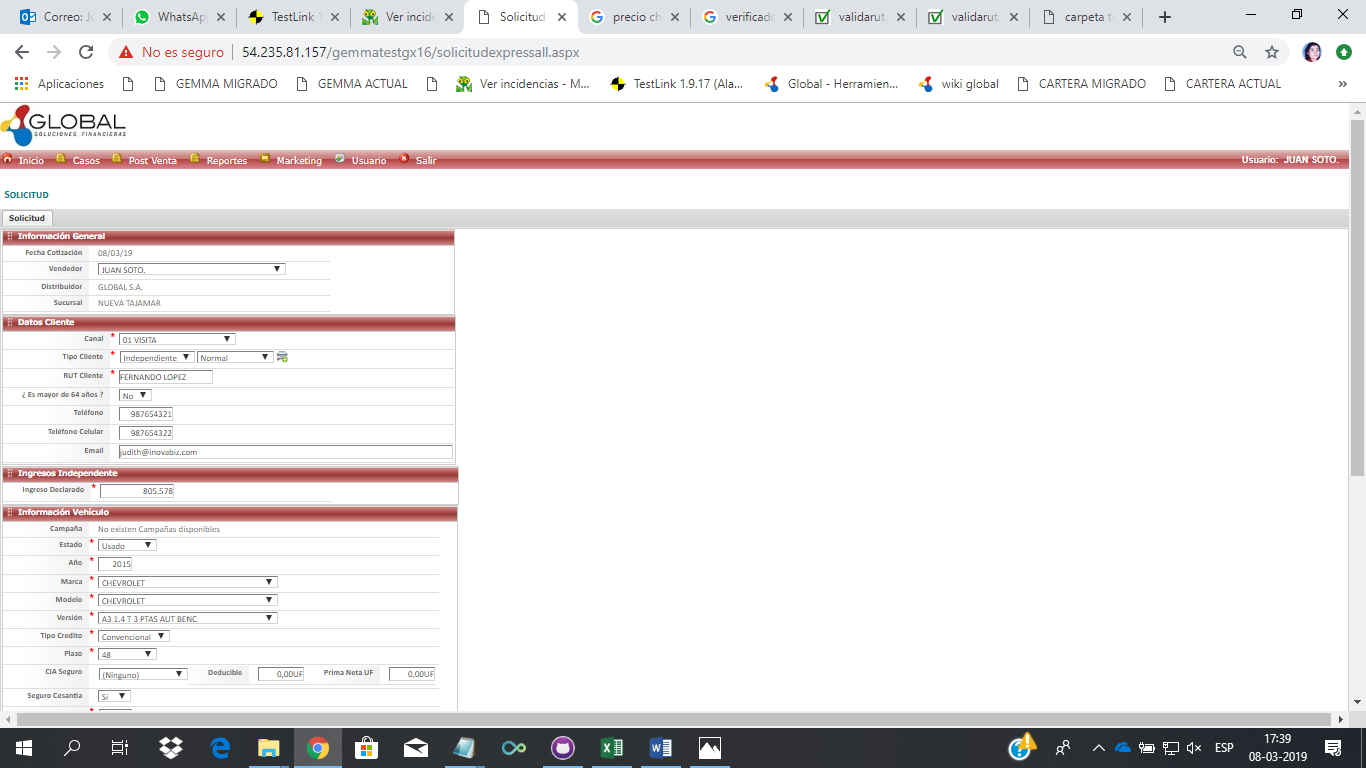 Correo: Ju
WhatsApp
TestLink 1
Ver incide
Solicitud
precio ch
verificado
validarut.
validarut.
carpeta t
No es seguro
54.235.81.157/gemmatestgx16/solicitudexpressall.aspx
Aplicaciones
GEMMA MIGRADO
GEMMA ACTUAL
Ver incidencias - M...
TestLink 1.9.17 (Ala...
Global - Herramien...
wiki global
CARTERA MIGRADO
CARTERA ACTUAL
»
GLOBAL
SOLUCIONES FINANCIERAS
Inicio Casos Post Venta Reportes Marketing Usuario Salir Usuario: JUAN SOTO.
SOLICITUD
Solicitud
Información General
Fecha Cotización 08/03/19
Vendedor JUAN SOTO.
Distribuidor GLOBAL S.A.
Sucursal NUEVA TAJAMAR
Datos Cliente
Canal * 01 VISITA
Tipo Cliente * Independiente Normal
RUT Cliente * FERNANDO LOPEZ
¿ Es mayor de 64 años ? No
Teléfono 987654321
Teléfono Celular 987654322
Email judith@inovabiz.com
Ingresos Independente
Ingreso Declarado * 805.578
Información Vehículo
Campaña No existen Campañas disponibles
Estado * Usado
Año * 2015
Marca * CHEVROLET
Modelo * CHEVROLET
Versión * A3 1.4 T 3 PTAS AUT BENC
Tipo Credito * Convencional
Plazo * 48
CIA Seguro (Ninguno) Deducible 0,00UF Prima Neta UF 0,00UF
Seguro Cesantía Si
*
ESP
17:39
08-03-2019